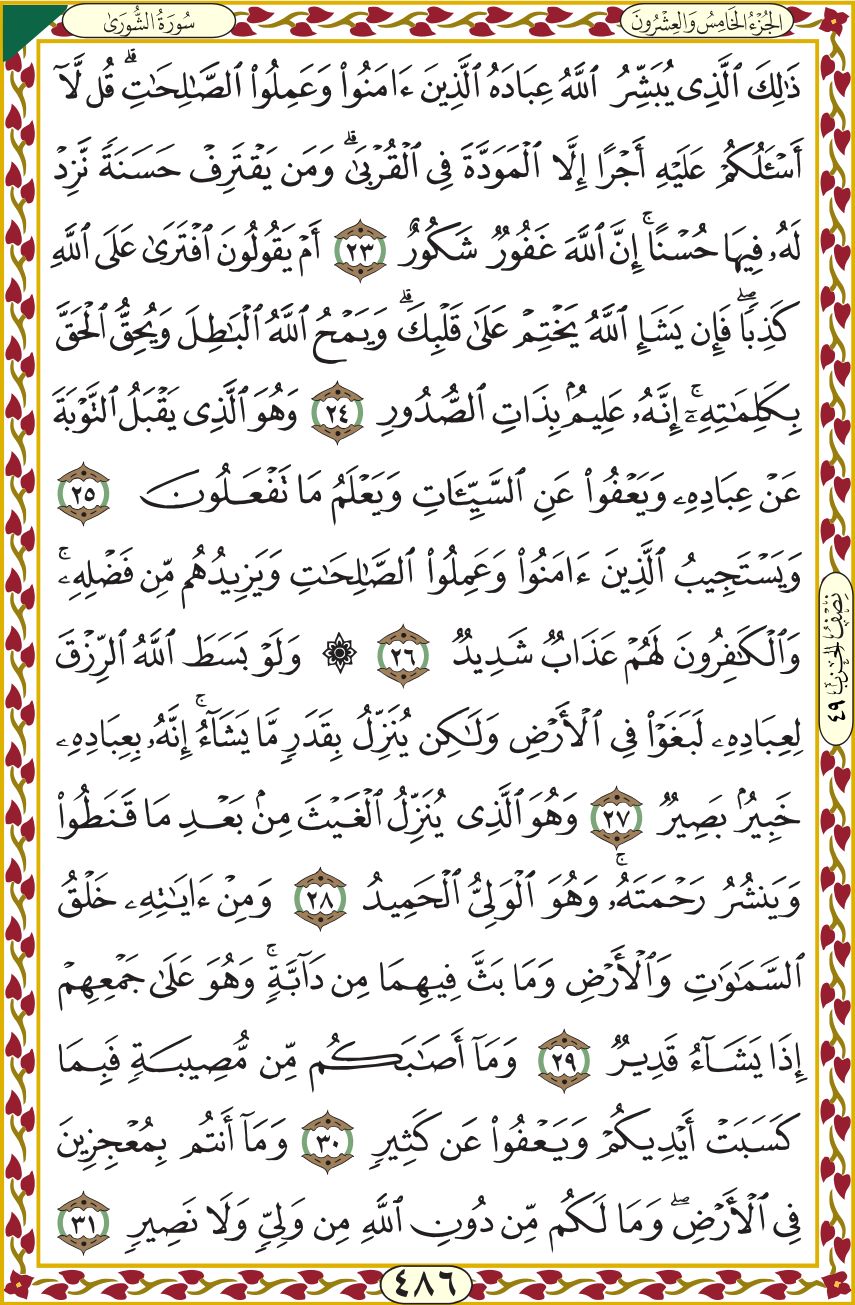 الجُزْءُ الخَامِسُ وَالعِشْرُونَ
سُورَةُ الشُّورَىٰ
ذَٰلِكَ ٱلَّذِى يُبَشِّرُ ٱللَّهُ عِبَادَهُ ٱلَّذِينَ ءَامَنُوا۟ وَعَمِلُوا۟ ٱلصَّـٰلِحَـٰتِ ۗ قُل لَّآ
أَسْـَٔلُكُمْ عَلَيْهِ أَجْرًا إِلَّا ٱلْمَوَدَّةَ فِى ٱلْقُرْبَىٰ ۗ وَمَن يَقْتَرِفْ حَسَنَةً نَّزِدْ
لَهُۥ فِيهَا حُسْنًا ۚ إِنَّ ٱللَّهَ غَفُورٌ شَكُورٌ ٢٣ أَمْ يَقُولُونَ ٱفْتَرَىٰ عَلَى ٱللَّهِ
كَذِبًا ۖ فَإِن يَشَإِ ٱللَّهُ يَخْتِمْ عَلَىٰ قَلْبِكَ ۗ وَيَمْحُ ٱللَّهُ ٱلْبَـٰطِلَ وَيُحِقُّ ٱلْحَقَّ
بِكَلِمَـٰتِهِۦٓ ۚ إِنَّهُۥ عَلِيمٌۢ بِذَاتِ ٱلصُّدُورِ ٢٤ وَهُوَ ٱلَّذِى يَقْبَلُ ٱلتَّوْبَةَ
عَنْ عِبَادِهِۦ وَيَعْفُوا۟ عَنِ ٱلسَّيِّـَٔاتِ وَيَعْلَمُ مَا تَفْعَلُونَ ٢٥
وَيَسْتَجِيبُ ٱلَّذِينَ ءَامَنُوا۟ وَعَمِلُوا۟ ٱلصَّـٰلِحَـٰتِ وَيَزِيدُهُم مِّن فَضْلِهِۦ ۚ
وَٱلْكَـٰفِرُونَ لَهُمْ عَذَابٌ شَدِيدٌ ٢٦ ۞ وَلَوْ بَسَطَ ٱللَّهُ ٱلرِّزْقَ
لِعِبَادِهِۦ لَبَغَوْا۟ فِى ٱلْأَرْضِ وَلَـٰكِن يُنَزِّلُ بِقَدَرٍ مَّا يَشَآءُ ۚ إِنَّهُۥ بِعِبَادِهِۦ
خَبِيرٌۢ بَصِيرٌ ٢٧ وَهُوَ ٱلَّذِى يُنَزِّلُ ٱلْغَيْثَ مِنۢ بَعْدِ مَا قَنَطُوا۟
وَيَنشُرُ رَحْمَتَهُۥ ۚ وَهُوَ ٱلْوَلِىُّ ٱلْحَمِيدُ ٢٨ وَمِنْ ءَايَـٰتِهِۦ خَلْقُ
ٱلسَّمَـٰوَٰتِ وَٱلْأَرْضِ وَمَا بَثَّ فِيهِمَا مِن دَآبَّةٍ ۚ وَهُوَ عَلَىٰ جَمْعِهِمْ
إِذَا يَشَآءُ قَدِيرٌ ٢٩ وَمَآ أَصَـٰبَكُم مِّن مُّصِيبَةٍ فَبِمَا
كَسَبَتْ أَيْدِيكُمْ وَيَعْفُوا۟ عَن كَثِيرٍ ٣٠ وَمَآ أَنتُم بِمُعْجِزِينَ
فِى ٱلْأَرْضِ ۖ وَمَا لَكُم مِّن دُونِ ٱللَّهِ مِن وَلِىٍّ وَلَا نَصِيرٍ ٣١
نِصْفُ الحِزْبِ ٤٩
٤٨٦